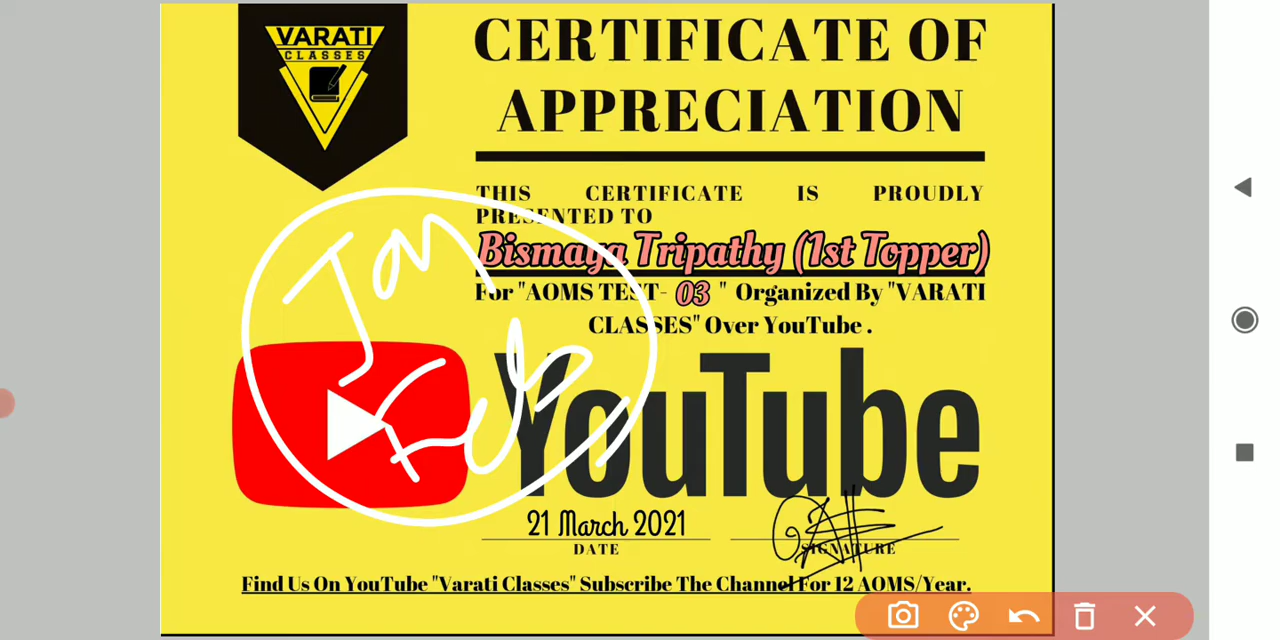 VARATI
CLASSES
CERTIFICATE OF
APPRECIATION
THIS CERTIFICATE IS PROUDLY
PRESENTED TO
Bismaya Tripathy (1st Topper)
For "AOMS TEST- 03 " Organized By "VARATI
CLASSES" Over YouTube .
Jan
Feb
YouTube
21 March 2021
DATE
SIGNATURE
Find Us On YouTube "Varati Classes" Subscribe The Channel For 12 AOMS/Year.